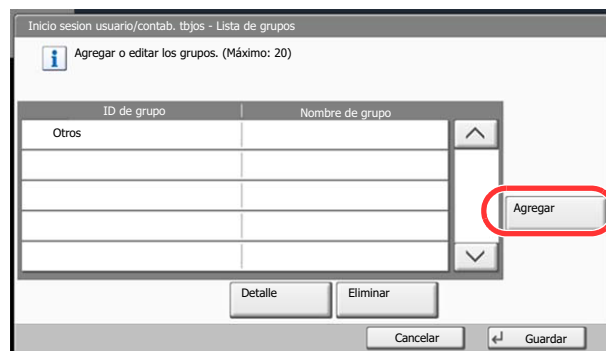 Inicio sesion usuario/contab. tbjos - Lista de grupos
Agregar o editar los grupos. (Máximo: 20)
ID de grupo Nombre de grupo
Otros
Agregar
Detalle Eliminar
Cancelar Guardar